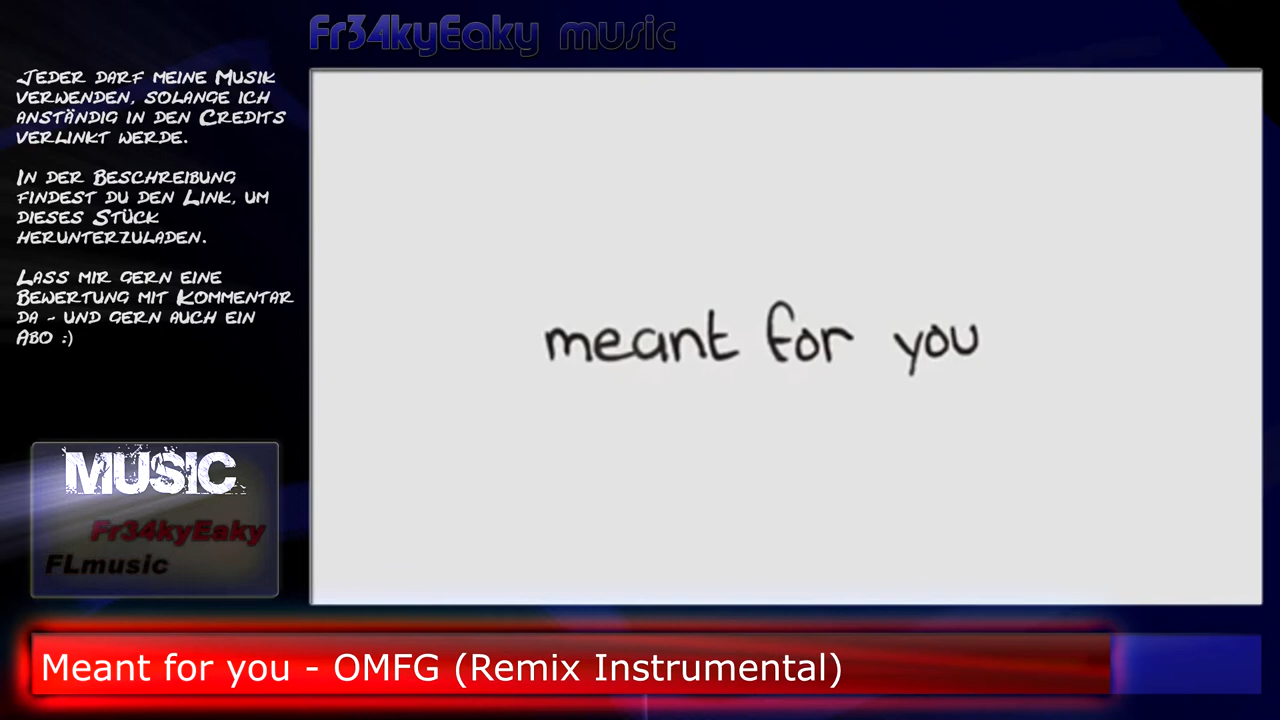 Fr34kyEaky music
Jeder darf meine Musik
verwenden, solange ich
anständig in den Credits
verlinkt werde.
In der Beschreibung
findest du den Link, um
dieses Stück
herunterzuladen.
Lass mir gern eine
Bewertung mit Kommentar
da - und gern auch ein
Abo :)
meant for you
MUSIC
Fr34kyEaky
FLmusic
Meant for you - OMFG (Remix Instrumental)